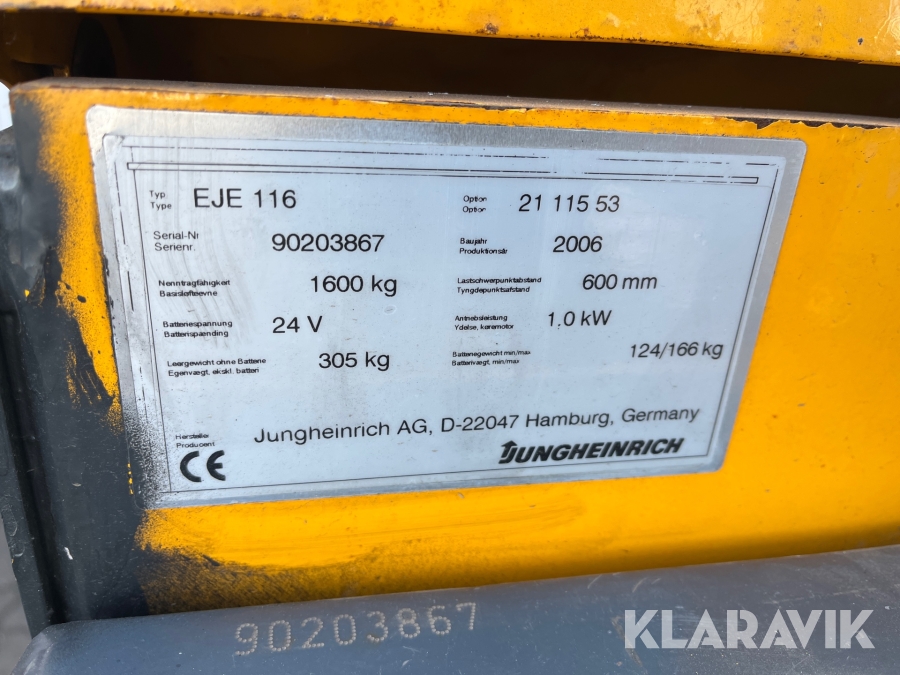 Typ
Type
EJE 116
Option
Option
21 115 53
Serial-Nr
Serienr.
90203867
Baujahr
Produktionsår
2006
Nenntragfähigkeit
Basisløfteevne
1600 kg
Lastschwerpunktabstand
Tyngdepunktsafstand
600 mm
Batteriespannung
Batterispænding
24 V
Antriebsleistung
Ydelse, køremotor
1.0 kW
Leergewicht ohne Batterie
Egenvægt, ekskl. batteri
305 kg
Batteriegewicht min/max
Batterivægt, min/max
124/166 kg
Hersteller
Producent
Jungheinrich AG, D-22047 Hamburg, Germany
CE
JUNGHEINRICH
90203867
KLARAVIK